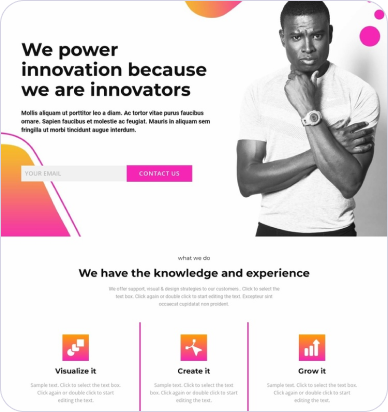 We power
innovation because
we are innovators
Mollis aliquam ut porttitor leo a diam. Ac tortor vitae purus faucibus
ornare. Sapien faucibus et molestie ac feugiat. Mauris in aliquam sem
fringilla ut morbi tincidunt augue interdum.
YOUR EMAIL
CONTACT US
what we do
We have the knowledge and experience
We offer support, visual & design strategies to our customers. Click to select the
text box. Click again or double click to start editing the text. Excepteur sint
occaecat cupidatat non proident.
Visualize it
Create it
Grow it
Sample text. Click to select the text box.
Click again or double click to start
editing the text.
Sample text. Click to select the text
box. Click again or double click to
start editing the text.
Sample text. Click to select the text box.
Click again or double click to start
editing the text.